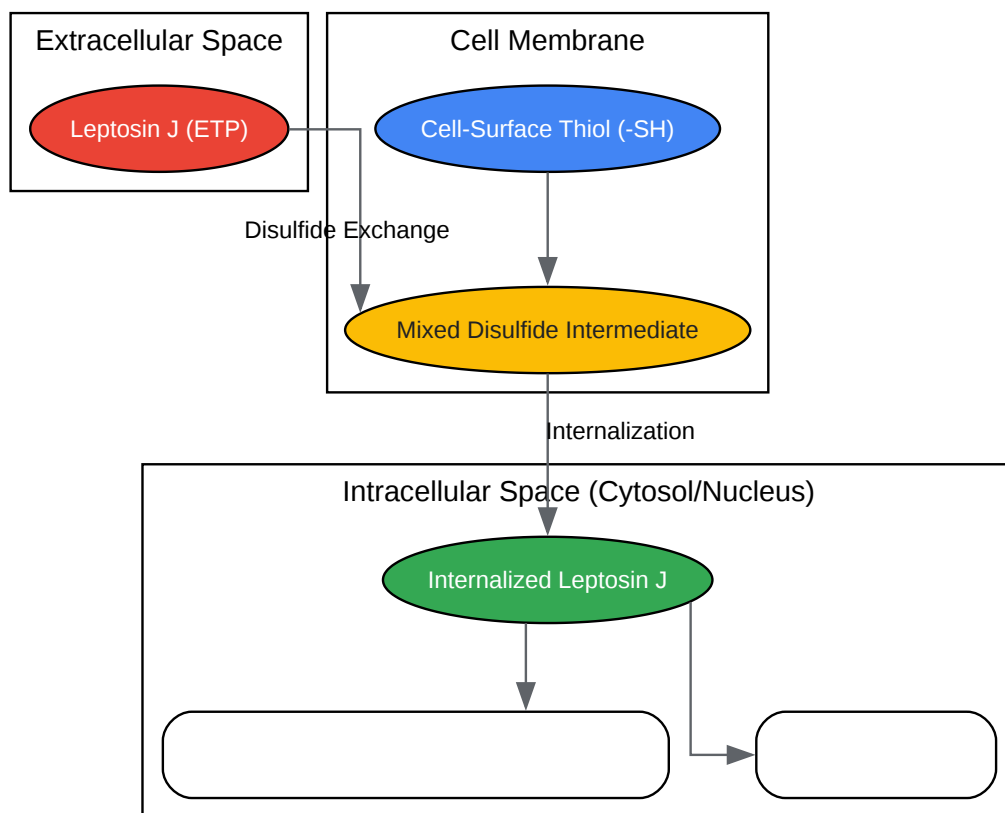 Extracellular Space
Cell Membrane
Leptosin J (ETP)
Cell-Surface Thiol (-SH)
Disulfide Exchange
Mixed Disulfide Intermediate
Internalization
Intracellular Space (Cytosol/Nucleus)
Internalized Leptosin J